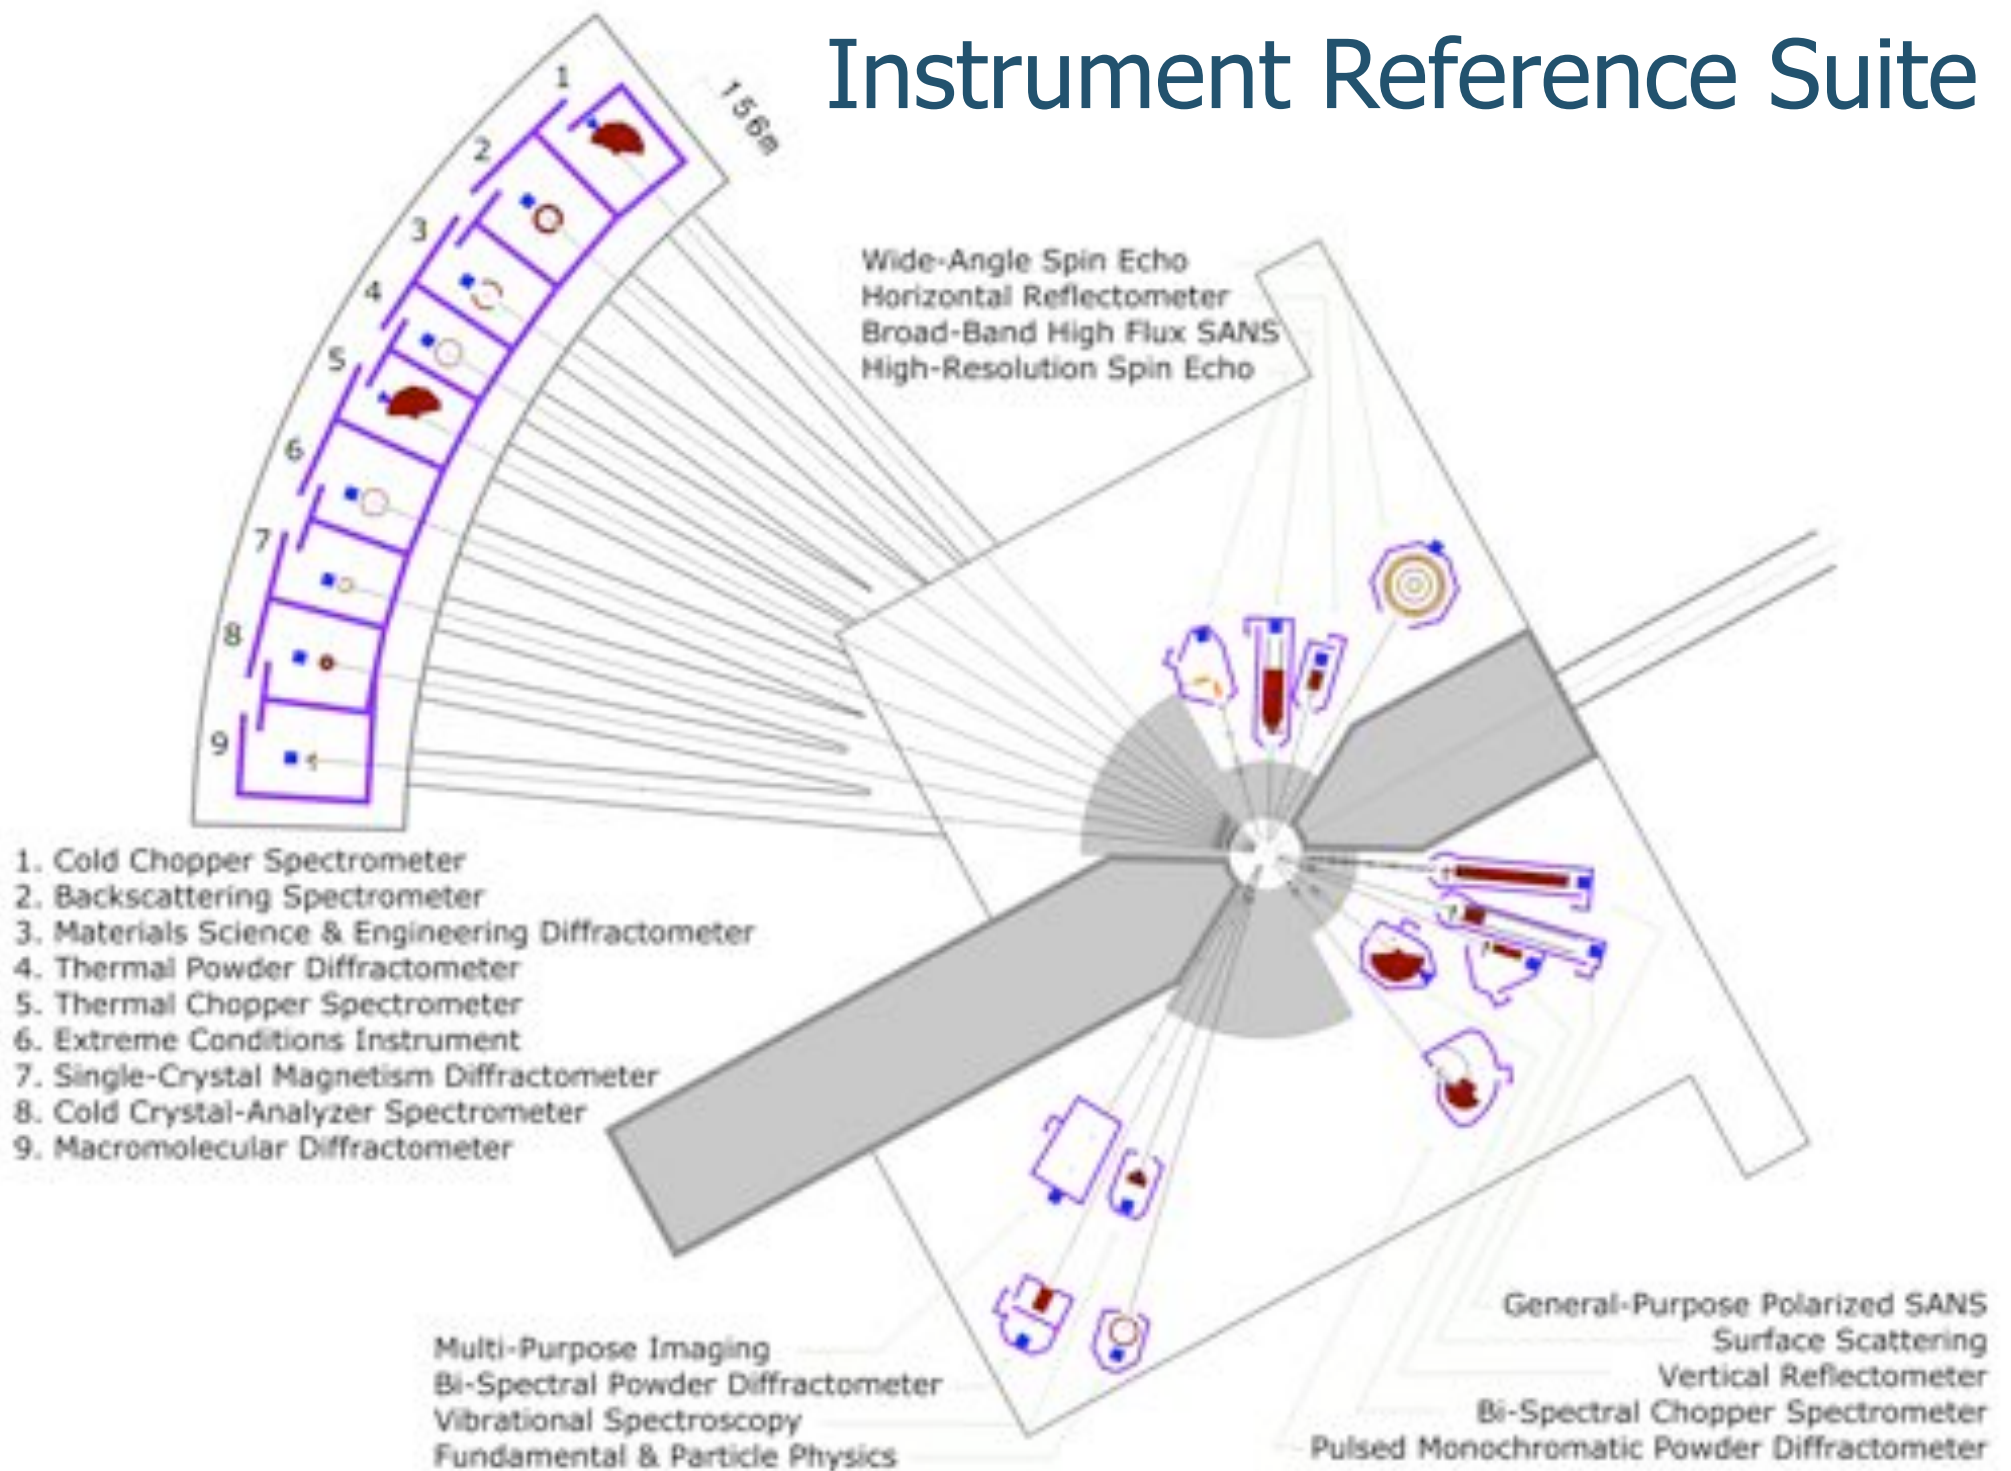 Instrument Reference Suite
156m
1
2
3
4
5
6
7
8
9
Wide-Angle Spin Echo
Horizontal Reflectometer
Broad-Band High Flux SANS
High-Resolution Spin Echo
1. Cold Chopper Spectrometer
2. Backscattering Spectrometer
3. Materials Science & Engineering Diffractometer
4. Thermal Powder Diffractometer
5. Thermal Chopper Spectrometer
6. Extreme Conditions Instrument
7. Single-Crystal Magnetism Diffractometer
8. Cold Crystal-Analyzer Spectrometer
9. Macromolecular Diffractometer
Multi-Purpose Imaging
Bi-Spectral Powder Diffractometer
Vibrational Spectroscopy
Fundamental & Particle Physics
General-Purpose Polarized SANS
Surface Scattering
Vertical Reflectometer
Bi-Spectral Chopper Spectrometer
Pulsed Monochromatic Powder Diffractometer